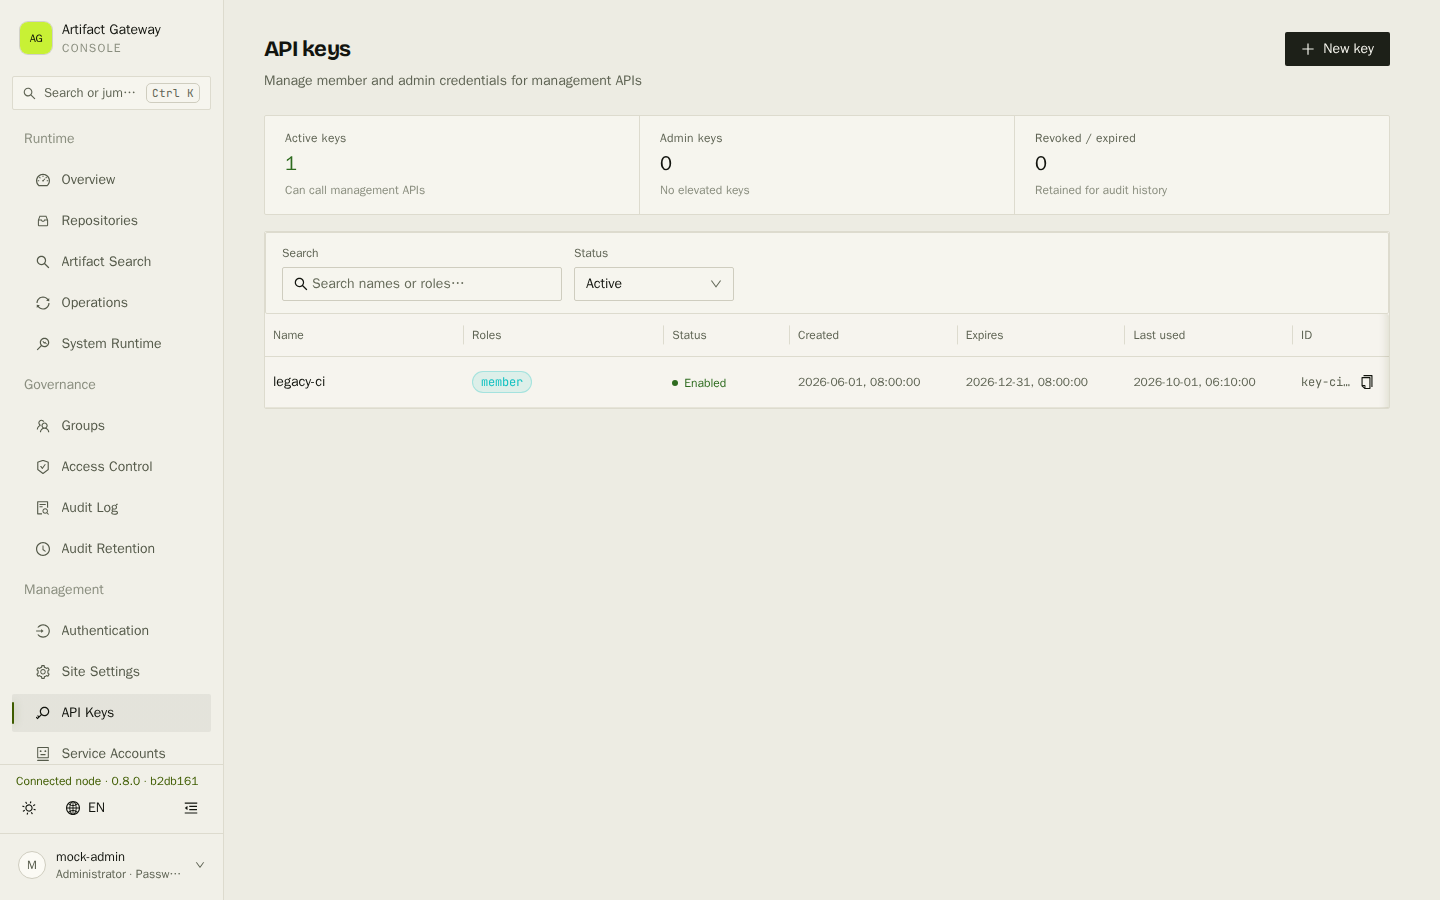 AG
Artifact Gateway
CONSOLE
Search or jum···
Ctrl K
Runtime
Overview
Repositories
Artifact Search
Operations
System Runtime
Governance
Groups
Access Control
Audit Log
Audit Retention
Management
Authentication
Site Settings
API Keys
Service Accounts
Connected node · 0.8.0 · b2db161
EN
M
mock-admin
Administrator · Passw···
API keys
Manage member and admin credentials for management APIs
New key
Active keys
1
Can call management APIs
Admin keys
0
No elevated keys
Revoked / expired
0
Retained for audit history
Search
Search names or roles···
Status
Active
Name Roles Status Created Expires Last used ID
legacy-ci member Enabled 2026-06-01, 08:00:00 2026-12-31, 08:00:00 2026-10-01, 06:10:00 key-ci…